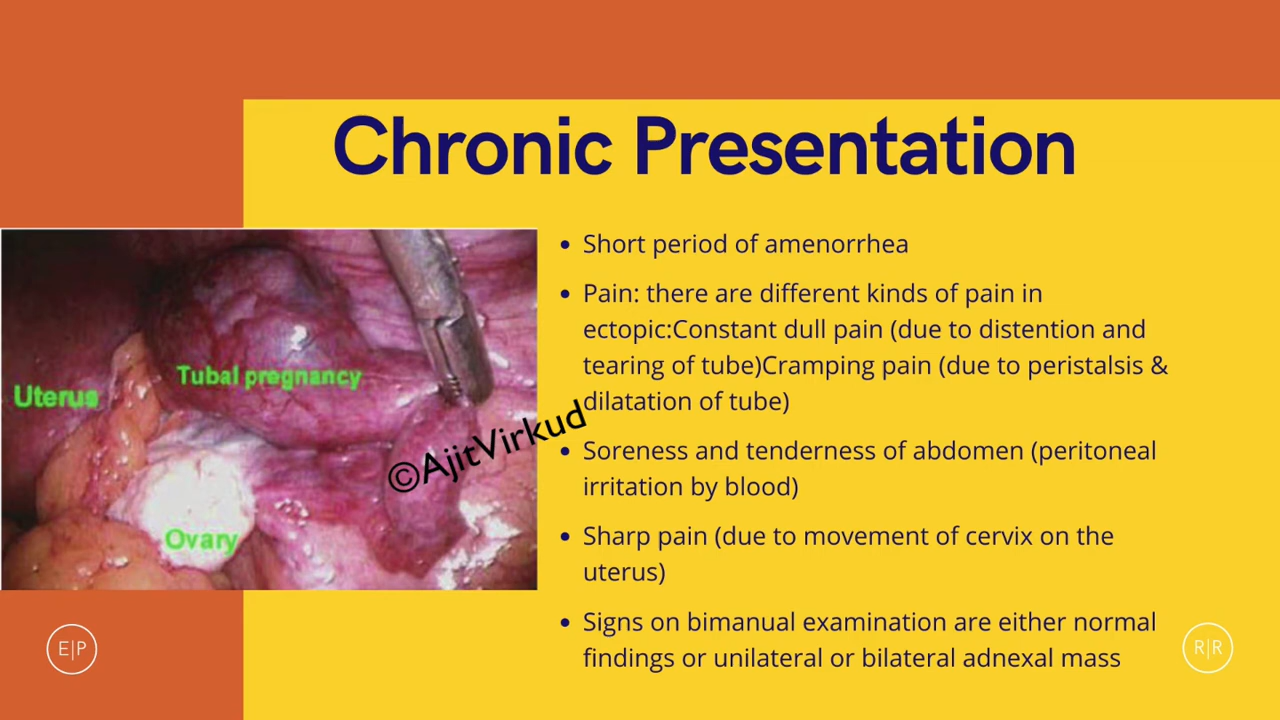 Chronic Presentation
Uterus
Tubal pregnancy
Ovary
©AjitVirkud
• Short period of amenorrhea
• Pain: there are different kinds of pain in
ectopic:Constant dull pain (due to distention and
tearing of tube)Cramping pain (due to peristalsis &
dilatation of tube)
• Soreness and tenderness of abdomen (peritoneal
irritation by blood)
• Sharp pain (due to movement of cervix on the
uterus)
• Signs on bimanual examination are either normal
findings or unilateral or bilateral adnexal mass
E|P
R|R